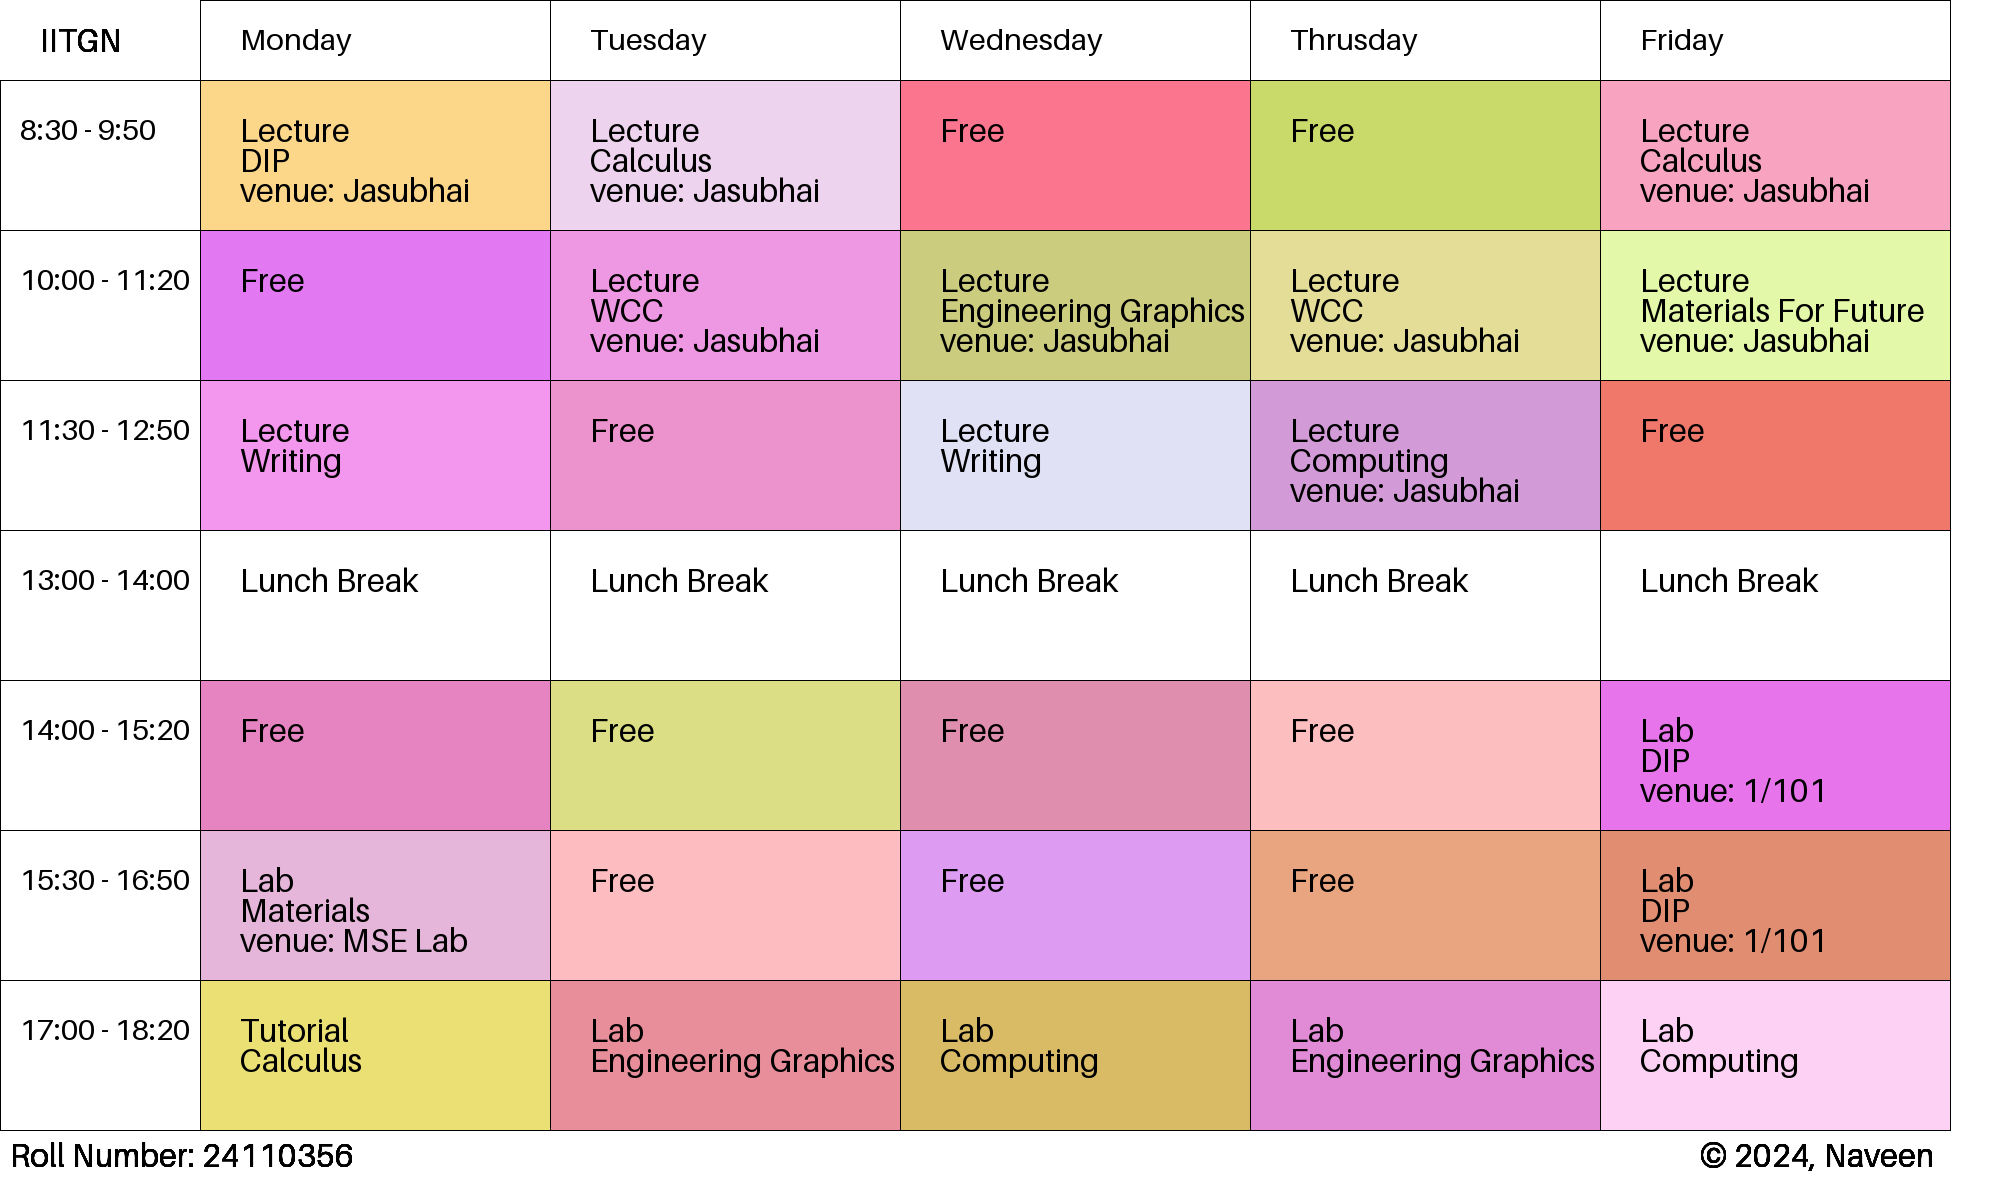 IITGN Monday Tuesday Wednesday Thrusday Friday
8:30 - 9:50
Lecture
DIP
venue: Jasubhai
Lecture
Calculus
venue: Jasubhai
Free
Free
Lecture
Calculus
venue: Jasubhai
10:00 - 11:20
Free
Lecture
WCC
venue: Jasubhai
Lecture
Engineering Graphics
venue: Jasubhai
Lecture
WCC
venue: Jasubhai
Lecture
Materials For Future
venue: Jasubhai
11:30 - 12:50
Lecture
Writing
Free
Lecture
Writing
Lecture
Computing
venue: Jasubhai
Free
13:00 - 14:00
Lunch Break
Lunch Break
Lunch Break
Lunch Break
Lunch Break
14:00 - 15:20
Free
Free
Free
Free
Lab
DIP
venue: 1/101
15:30 - 16:50
Lab
Materials
venue: MSE Lab
Free
Free
Free
Lab
DIP
venue: 1/101
17:00 - 18:20
Tutorial
Calculus
Lab
Engineering Graphics
Lab
Computing
Lab
Engineering Graphics
Lab
Computing
Roll Number: 24110356
© 2024, Naveen